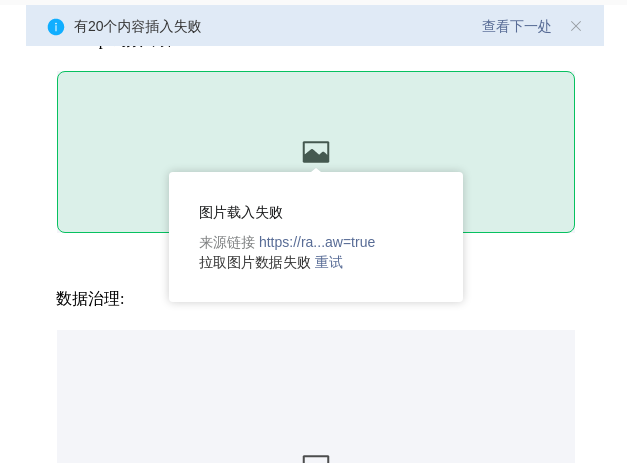 有20个内容插入失败
查看下一处
图片载入失败
来源链接 https://ra...aw=true
拉取图片数据失败 重试
数据治理: